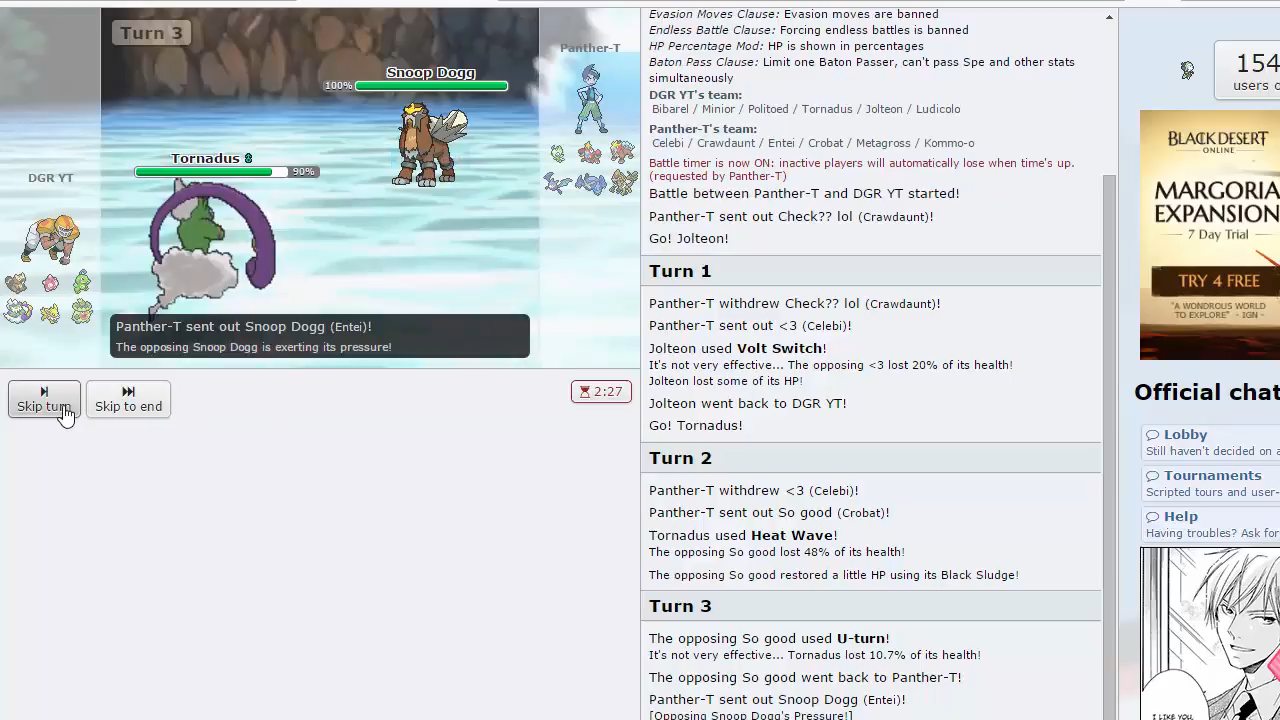 Turn 3
Snoop Dogg
100%
Tornadus
90%
DGR YT
Panther-T
Panther-T sent out Snoop Dogg (Entei)!
The opposing Snoop Dogg is exerting its pressure!
Skip turn
Skip to end
2:27
Evasion Moves Clause: Evasion moves are banned
Endless Battle Clause: Forcing endless battles is banned
HP Percentage Mod: HP is shown in percentages
Baton Pass Clause: Limit one Baton Passer, can't pass Spe and other stats
simultaneously
DGR YT's team:
Bibarel / Minior / Politoed / Tornadus / Jolteon / Ludicolo
Panther-T's team:
Celebi / Crawdaunt / Entei / Crobat / Metagross / Kommo-o
Battle timer is now ON: inactive players will automatically lose when time's up.
(requested by Panther-T)
Battle between Panther-T and DGR YT started!
Panther-T sent out Check?? lol (Crawdaunt)!
Go! Jolteon!
Turn 1
Panther-T withdrew Check?? lol (Crawdaunt)!
Panther-T sent out <3 (Celebi)!
Jolteon used Volt Switch!
It's not very effective... The opposing <3 lost 20% of its health!
Jolteon lost some of its HP!
Jolteon went back to DGR YT!
Go! Tornadus!
Turn 2
Panther-T withdrew <3 (Celebi)!
Panther-T sent out So good (Crobat)!
Tornadus used Heat Wave!
The opposing So good lost 48% of its health!
The opposing So good restored a little HP using its Black Sludge!
Turn 3
The opposing So good used U-turn!
It's not very effective... Tornadus lost 10.7% of its health!
The opposing So good went back to Panther-T!
Panther-T sent out Snoop Dogg (Entei)!
[Opposing Snoop Dogg's Pressure!]
154
users o
BLACK DESERT
ONLINE
MARGORIA
EXPANSION
7 Day Trial
TRY 4 FREE
"A WONDROUS WORLD
TO EXPLORE" - IGN -
Official chat
Lobby
Still haven't decided on a
Tournaments
Scripted tours and user-
Help
Having troubles? Ask for
I LIKE YOU,